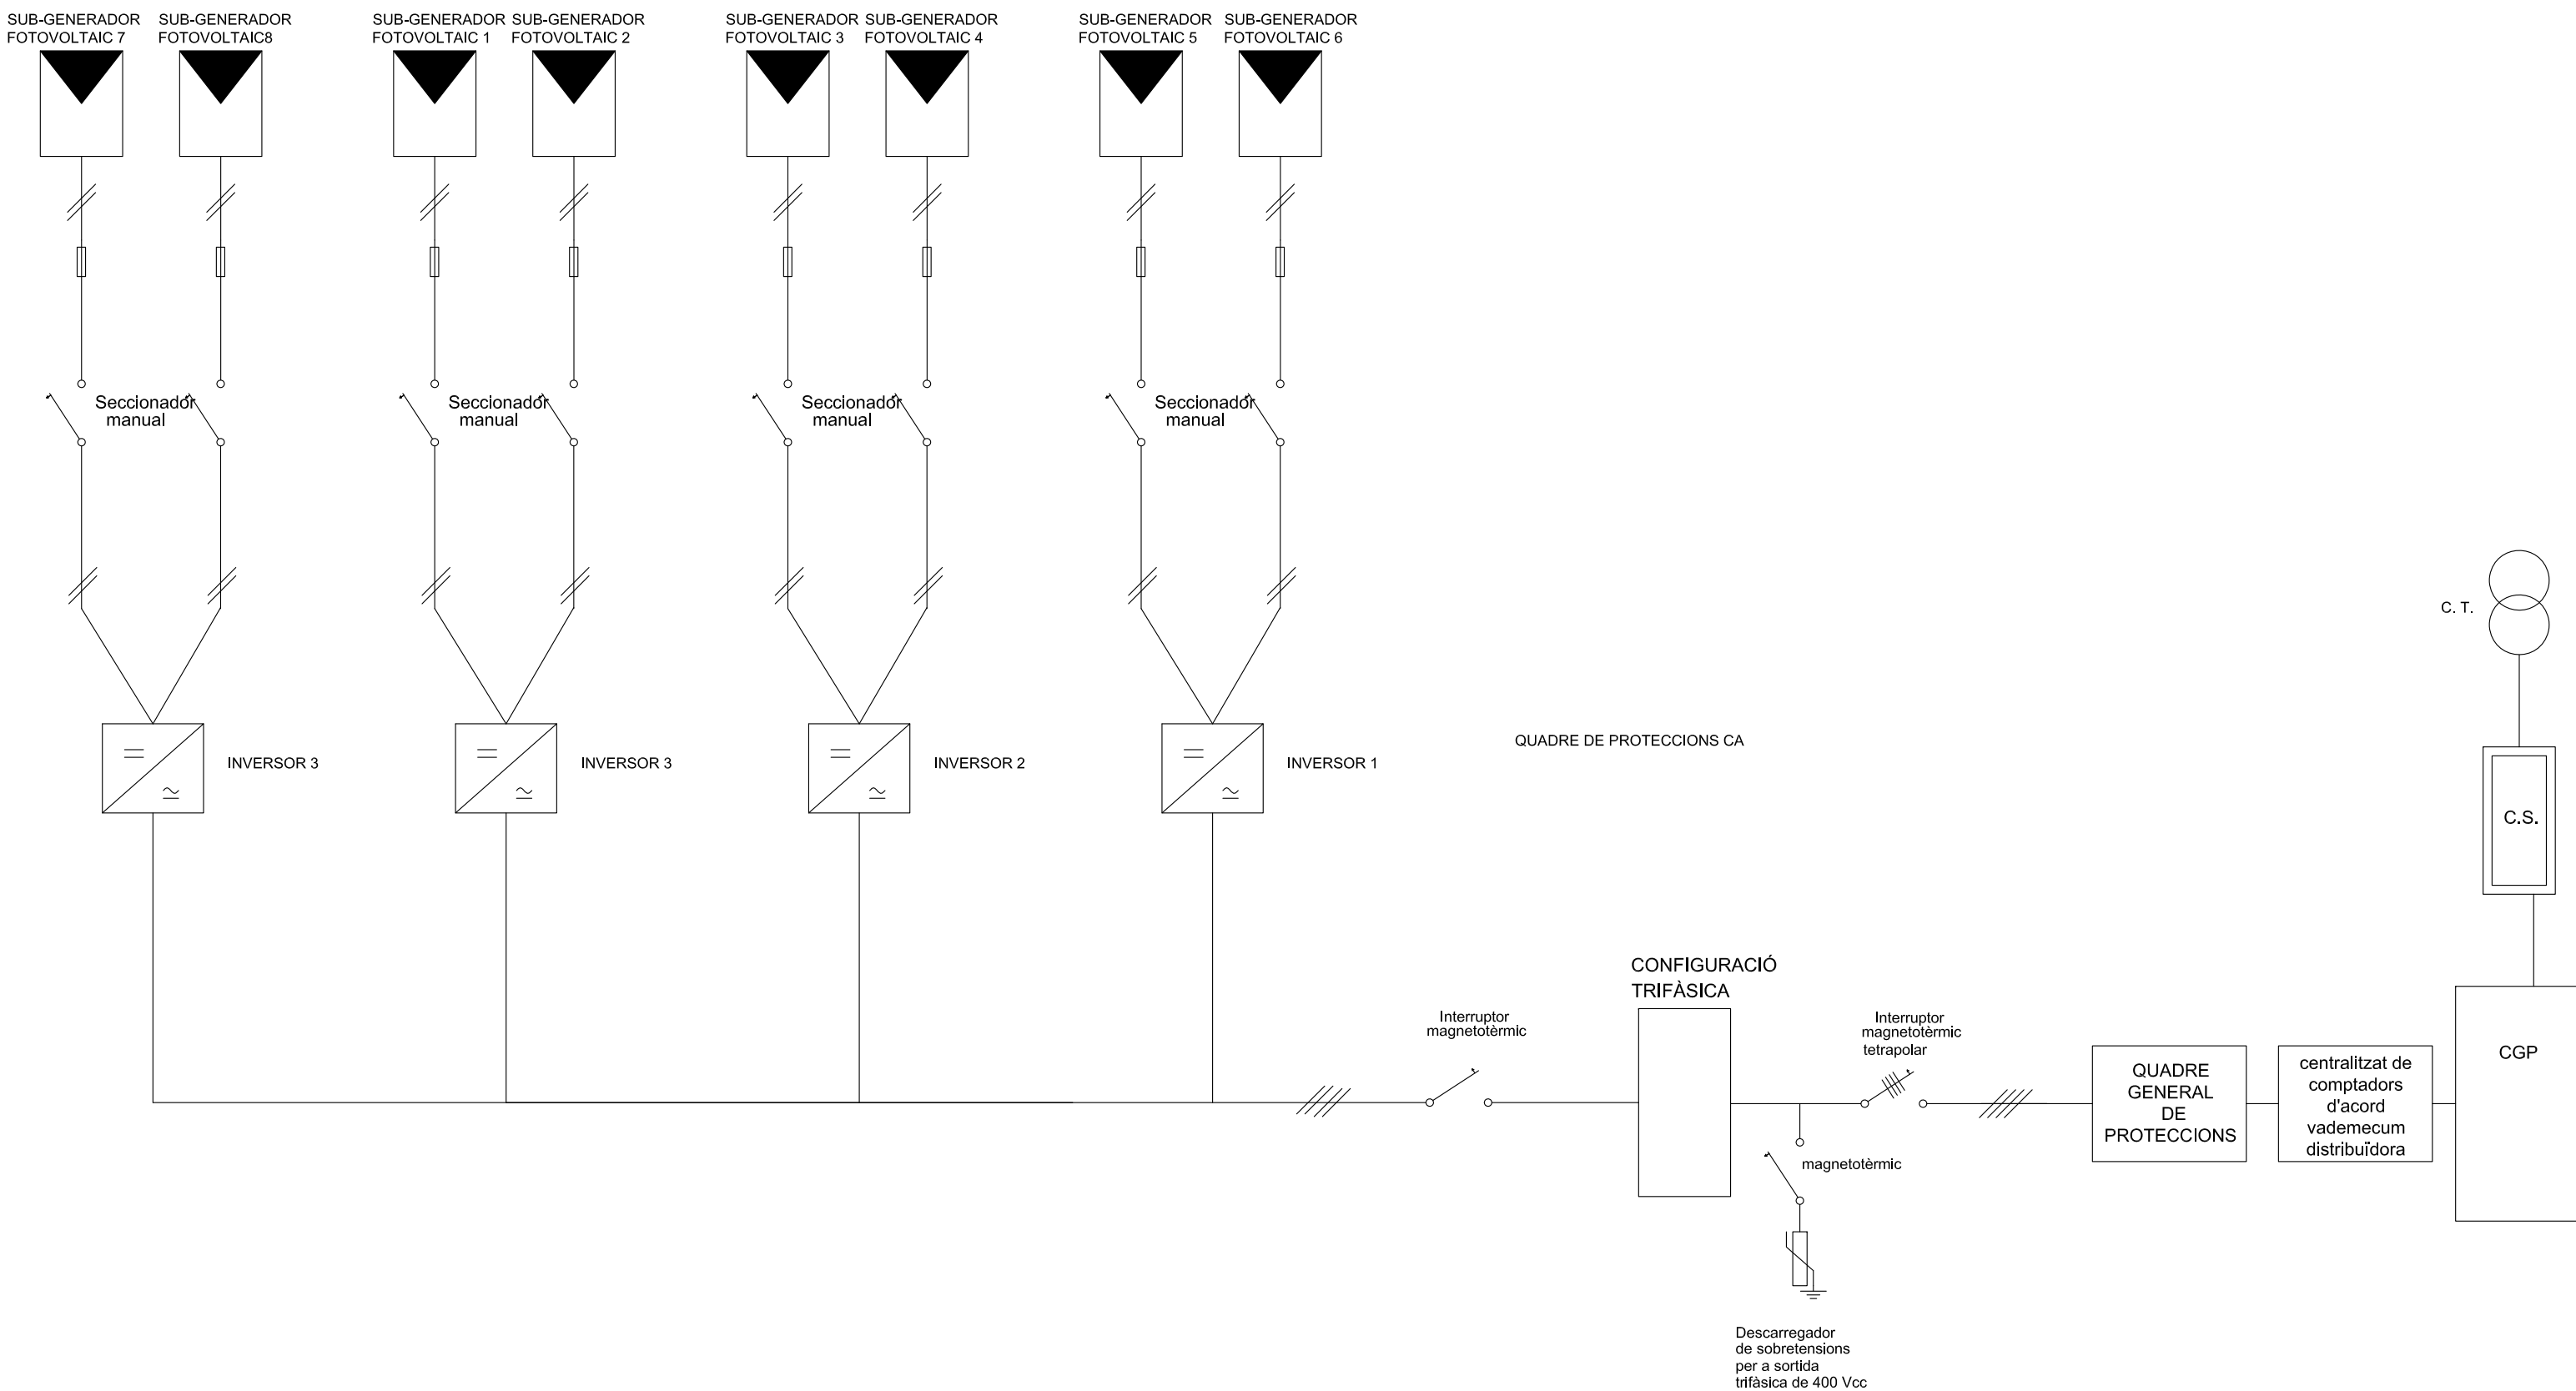 SUB-GENERADOR
FOTOVOLTAIC 7
SUB-GENERADOR
FOTOVOLTAIC8
SUB-GENERADOR
FOTOVOLTAIC 1
SUB-GENERADOR
FOTOVOLTAIC 2
SUB-GENERADOR
FOTOVOLTAIC 3
SUB-GENERADOR
FOTOVOLTAIC 4
SUB-GENERADOR
FOTOVOLTAIC 5
SUB-GENERADOR
FOTOVOLTAIC 6
Seccionador
manual
Seccionador
manual
Seccionador
manual
Seccionador
manual
C. T.
INVERSOR 3
INVERSOR 3
INVERSOR 2
INVERSOR 1
QUADRE DE PROTECCIONS CA
C.S.
CONFIGURACIÓ
TRIFÀSICA
Interruptor
magnetotèrmic
Interruptor
magnetotèrmic
tetrapolar
QUADRE
GENERAL
DE
PROTECCIONS
centralitzat de
comptadors
d'acord
vademecum
distribuïdora
CGP
magnetotèrmic
Descarregador
de sobretensions
per a sortida
trifàsica de 400 Vcc